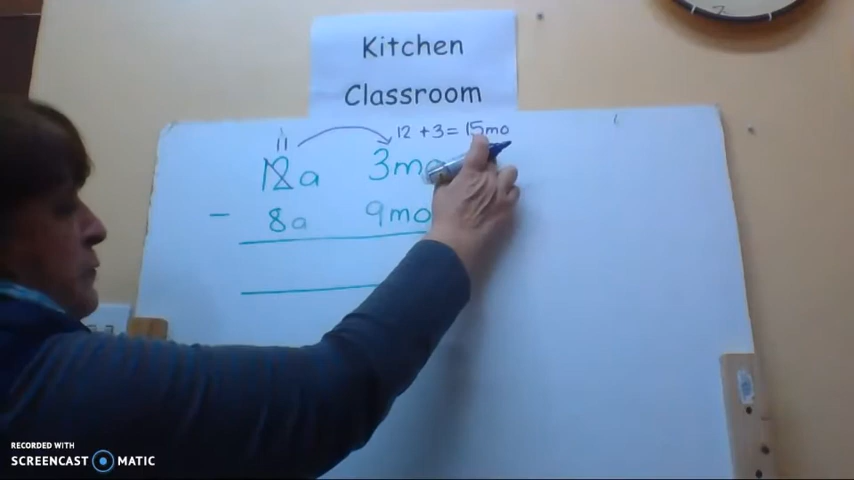 Kitchen
Classroom
11 12 + 3 = 15mo
12a 3mo
- 8a 9mo
RECORDED WITH
SCREENCAST MATIC